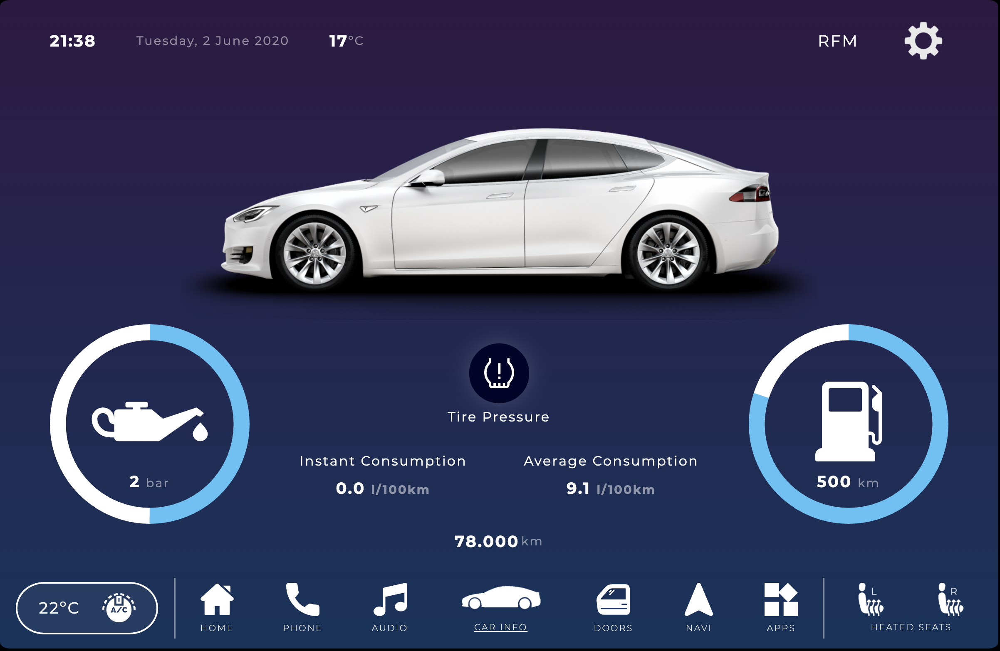 21:38 Tuesday, 2 June 2020 17°C RFM
Tire Pressure
Instant Consumption Average Consumption
2 bar 0.0 l/100km 9.1 l/100km 500 km
78.000 km
22°C A/C
L R
HOME PHONE AUDIO CAR INFO DOORS NAVI APPS HEATED SEATS